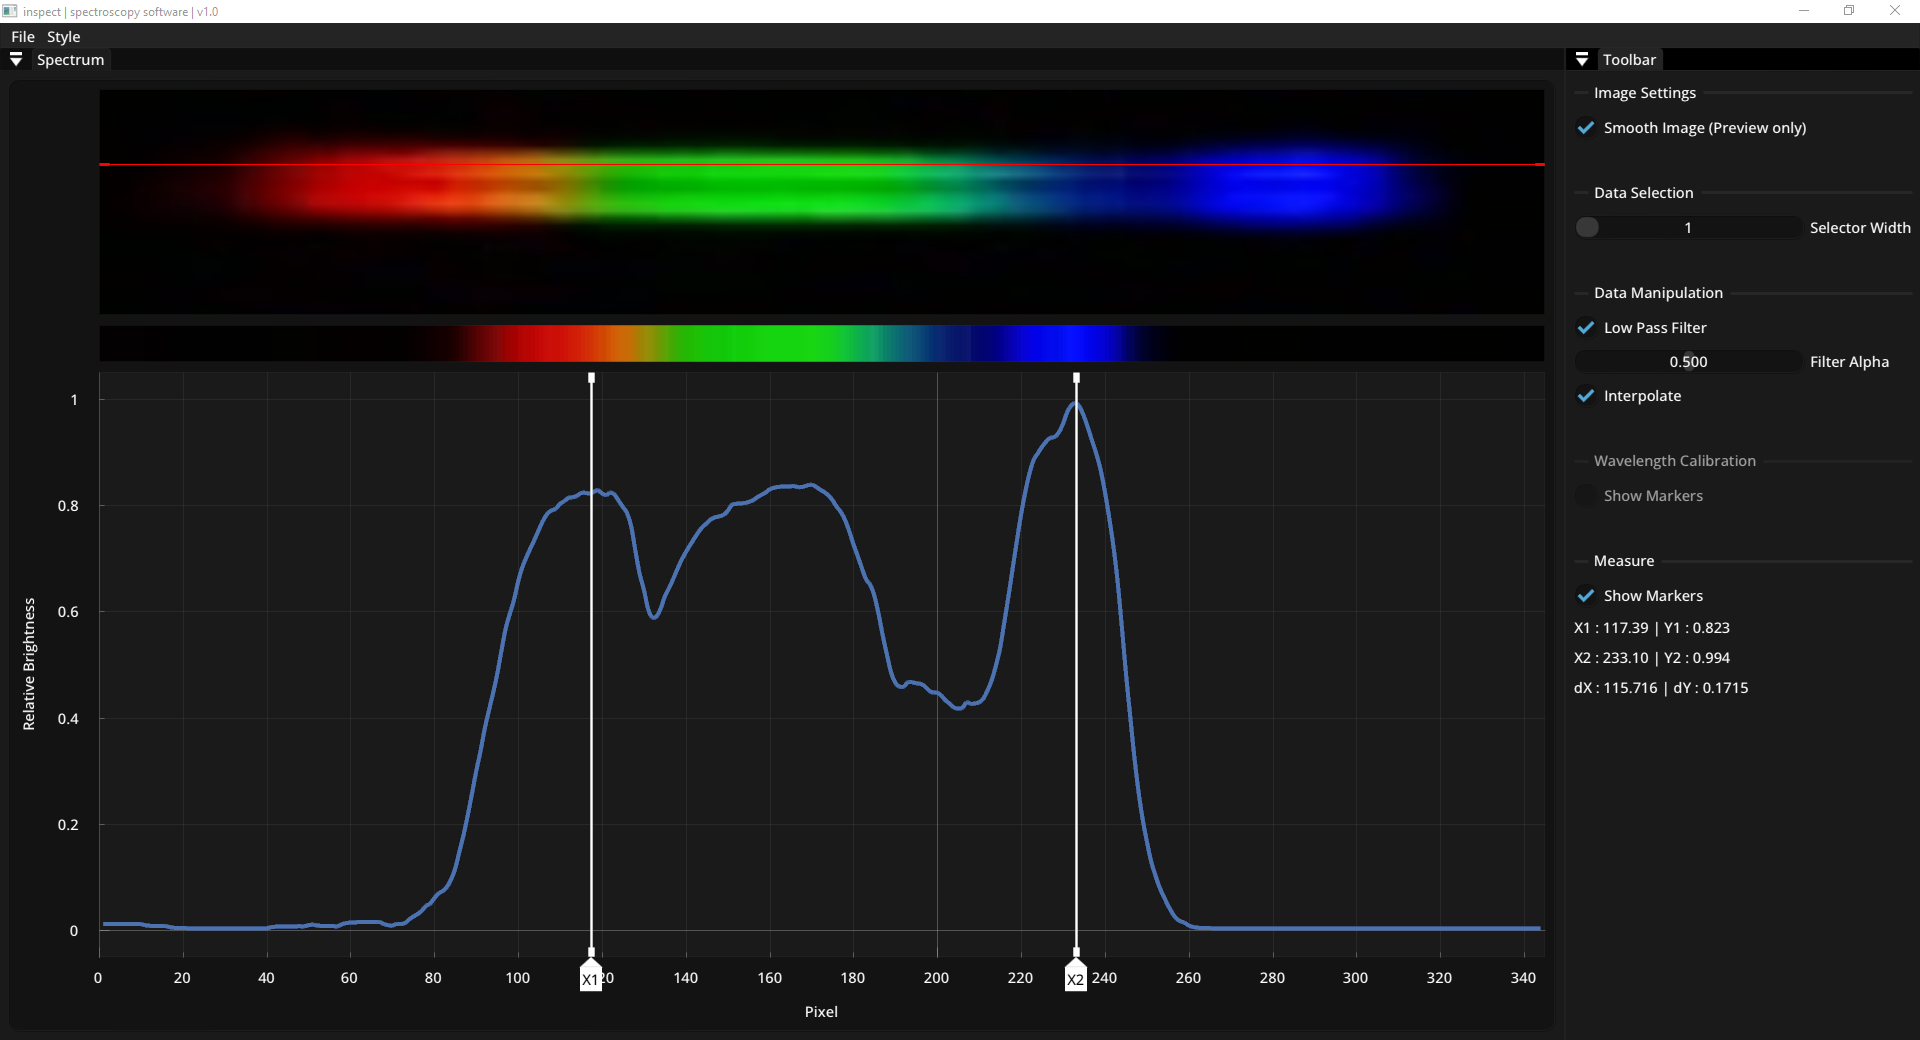 inspect | spectroscopy software | v1.0
File Style
Spectrum
Toolbar
Image Settings
Smooth Image (Preview only)
Data Selection
1 Selector Width
Data Manipulation
Low Pass Filter
0.500 Filter Alpha
Interpolate
Wavelength Calibration
Show Markers
Measure
Show Markers
X1 : 117.39 | Y1 : 0.823
X2 : 233.10 | Y2 : 0.994
dX : 115.716 | dY : 0.1715
Relative Brightness
1
0.8
0.6
0.4
0.2
0
0 20 40 60 80 100 X1 20 140 160 180 200 220 X2 240 260 280 300 320 340
Pixel